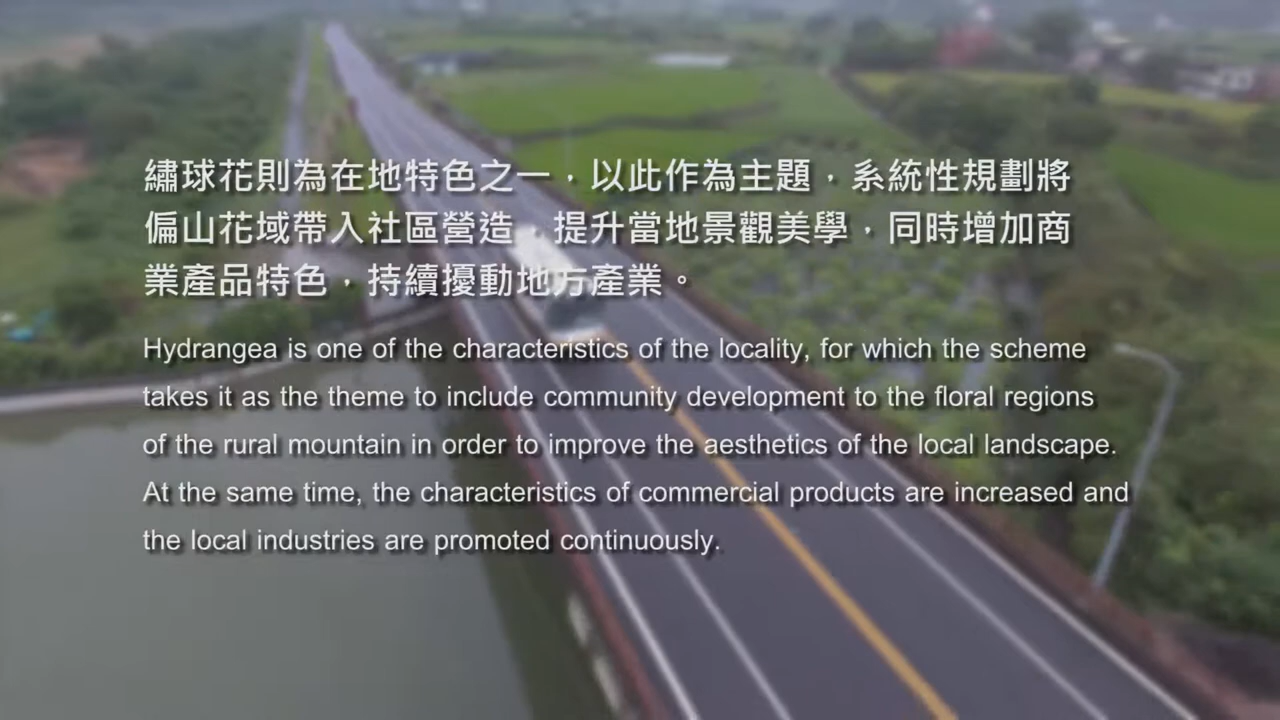 繡球花則為在地特色之一，以此作為主題，系統性規劃將
偏山花域帶入社區營造，提升當地景觀美學，同時增加商
業產品特色，持續擾動地方產業。
Hydrangea is one of the characteristics of the locality, for which the scheme
takes it as the theme to include community development to the floral regions
of the rural mountain in order to improve the aesthetics of the local landscape.
At the same time, the characteristics of commercial products are increased and
the local industries are promoted continuously.